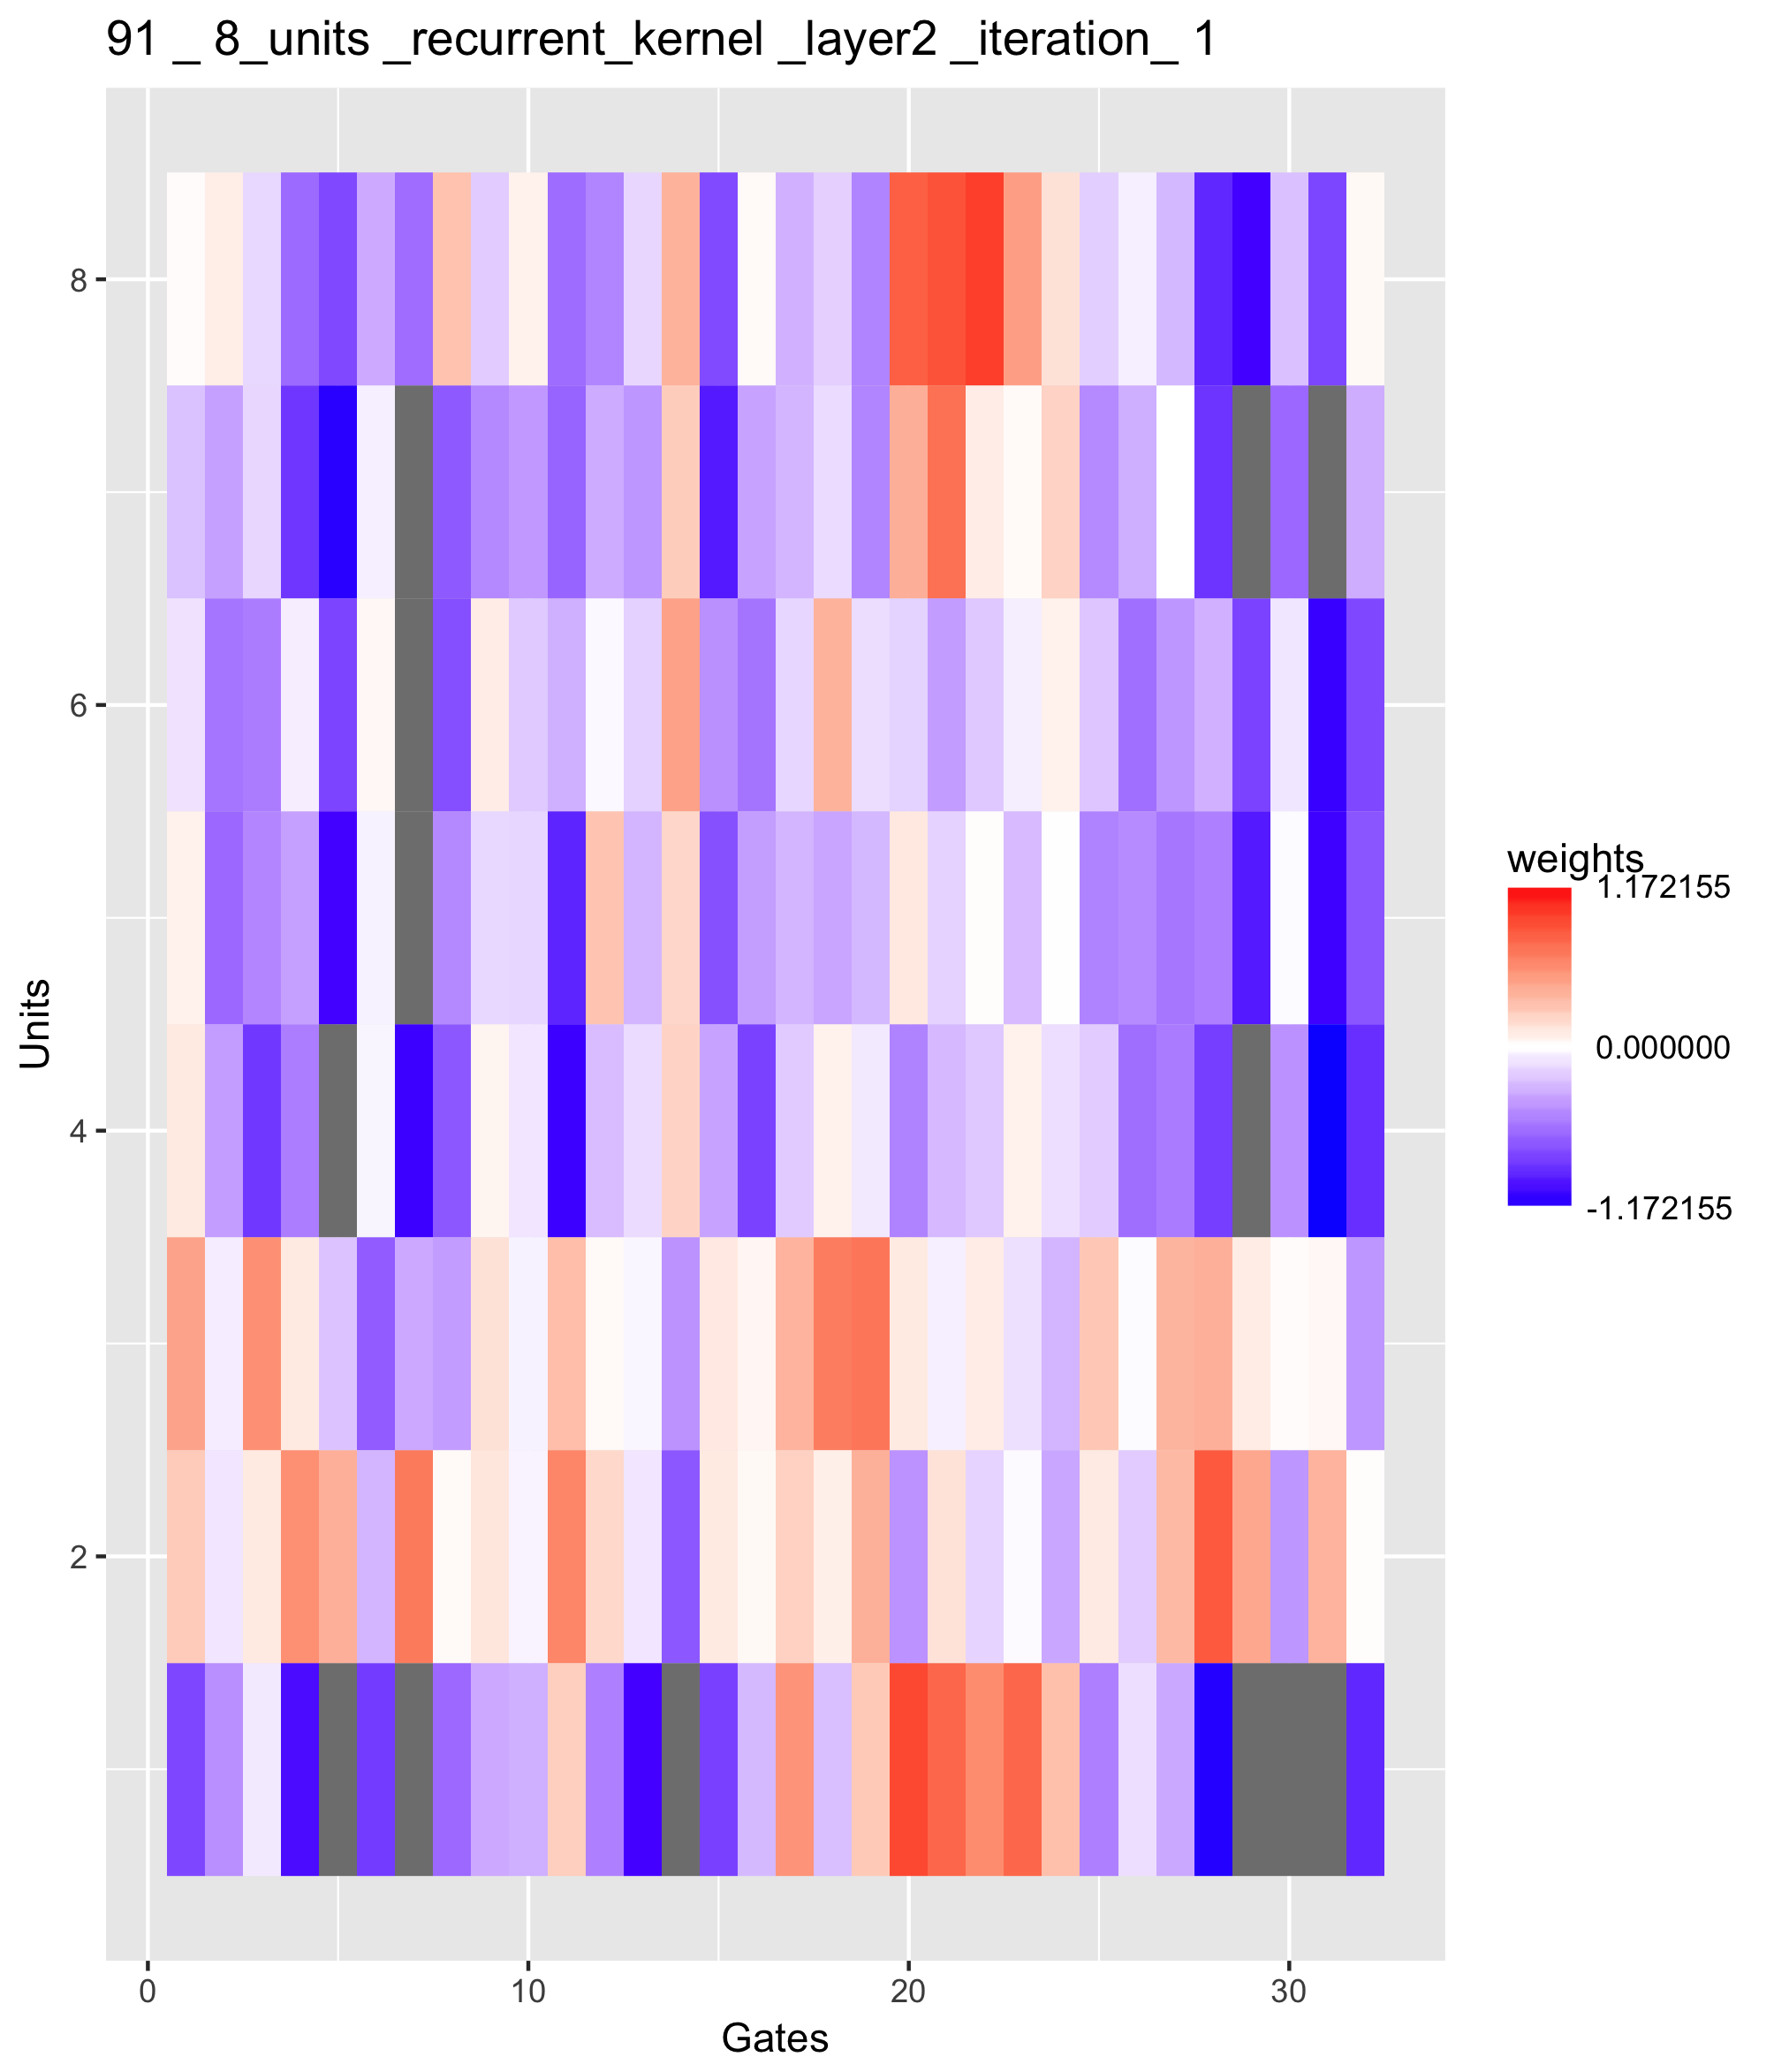 91 _ 8_units _recurrent_kernel _layer2 _iteration_ 1
8
6
4
2
Units
0 10 20 30
Gates
weights
1.172155
0.000000
-1.172155